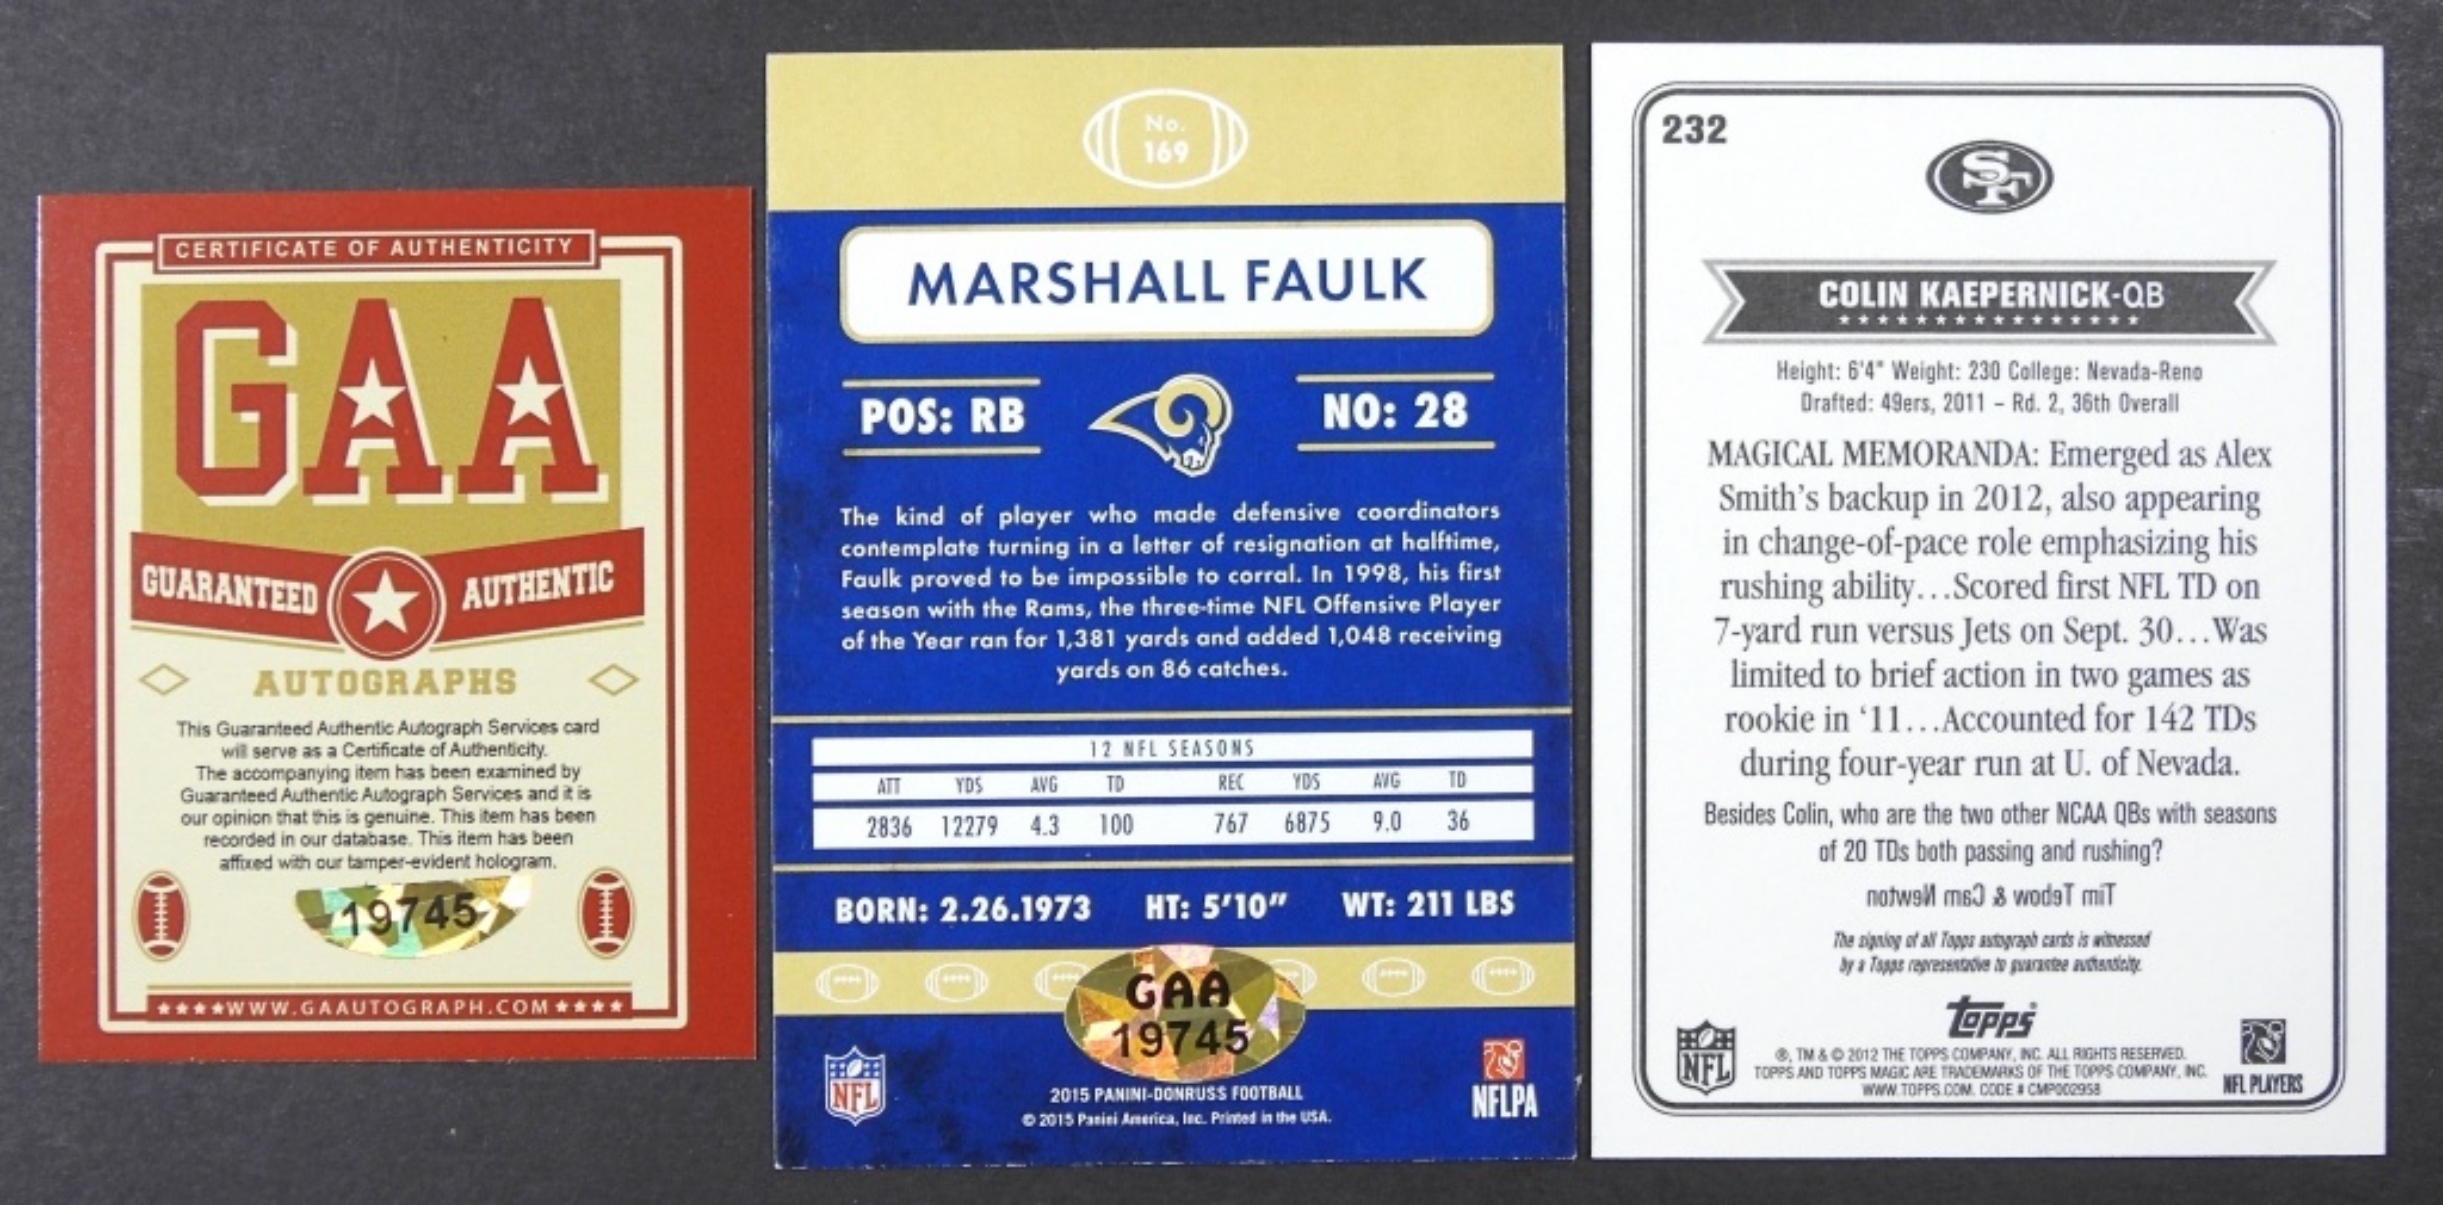 CERTIFICATE OF AUTHENTICITY
GAA
GUARANTEED AUTHENTIC
AUTOGRAPHS
This Guaranteed Authentic Autograph Services card
will serve as a Certificate of Authenticity.
The accompanying item has been examined by
Guaranteed Authentic Autograph Services and it is
our opinion that this is genuine. This item has been
recorded in our database. This item has been
affixed with our tamper-evident hologram.
19745
★★★★WWW.GAAUTOGRAPH.COM★★★★
No.
169
MARSHALL FAULK
POS: RB
NO: 28
The kind of player who made defensive coordinators
contemplate turning in a letter of resignation at halftime,
Faulk proved to be impossible to corral. In 1998, his first
season with the Rams, the three-time NFL Offensive Player
of the Year ran for 1,381 yards and added 1,048 receiving
yards on 86 catches.
12 NFL SEASONS
ATT YDS AVG TD REC YDS AVG TD
2836 12279 4.3 100 767 6875 9.0 36
BORN: 2.26.1973 HT: 5'10" WT: 211 LBS
GAA
19745
NFL
NFLPA
2015 PANINI-DONRUSS FOOTBALL
© 2015 Panini America, Inc. Printed in the USA.
232
SF
COLIN KAEPERNICK-QB
Height: 6'4" Weight: 230 College: Nevada-Reno
Drafted: 49ers, 2011 – Rd. 2, 36th Overall
MAGICAL MEMORANDA: Emerged as Alex
Smith's backup in 2012, also appearing
in change-of-pace role emphasizing his
rushing ability...Scored first NFL TD on
7-yard run versus Jets on Sept. 30...Was
limited to brief action in two games as
rookie in '11...Accounted for 142 TDs
during four-year run at U. of Nevada.
Besides Colin, who are the two other NCAA QBs with seasons
of 20 TDs both passing and rushing?
Tim Tebow & Cam Newton
The signing of all Topps autograph cards is witnessed
by a Topps representative to guarantee authenticity.
topps
NFL
®, TM & © 2012 THE TOPPS COMPANY, INC. ALL RIGHTS RESERVED.
TOPPS AND TOPPS MAGIC ARE TRADEMARKS OF THE TOPPS COMPANY, INC.
WWW.TOPPS.COM. CODE # CMP002958
NFL PLAYERS